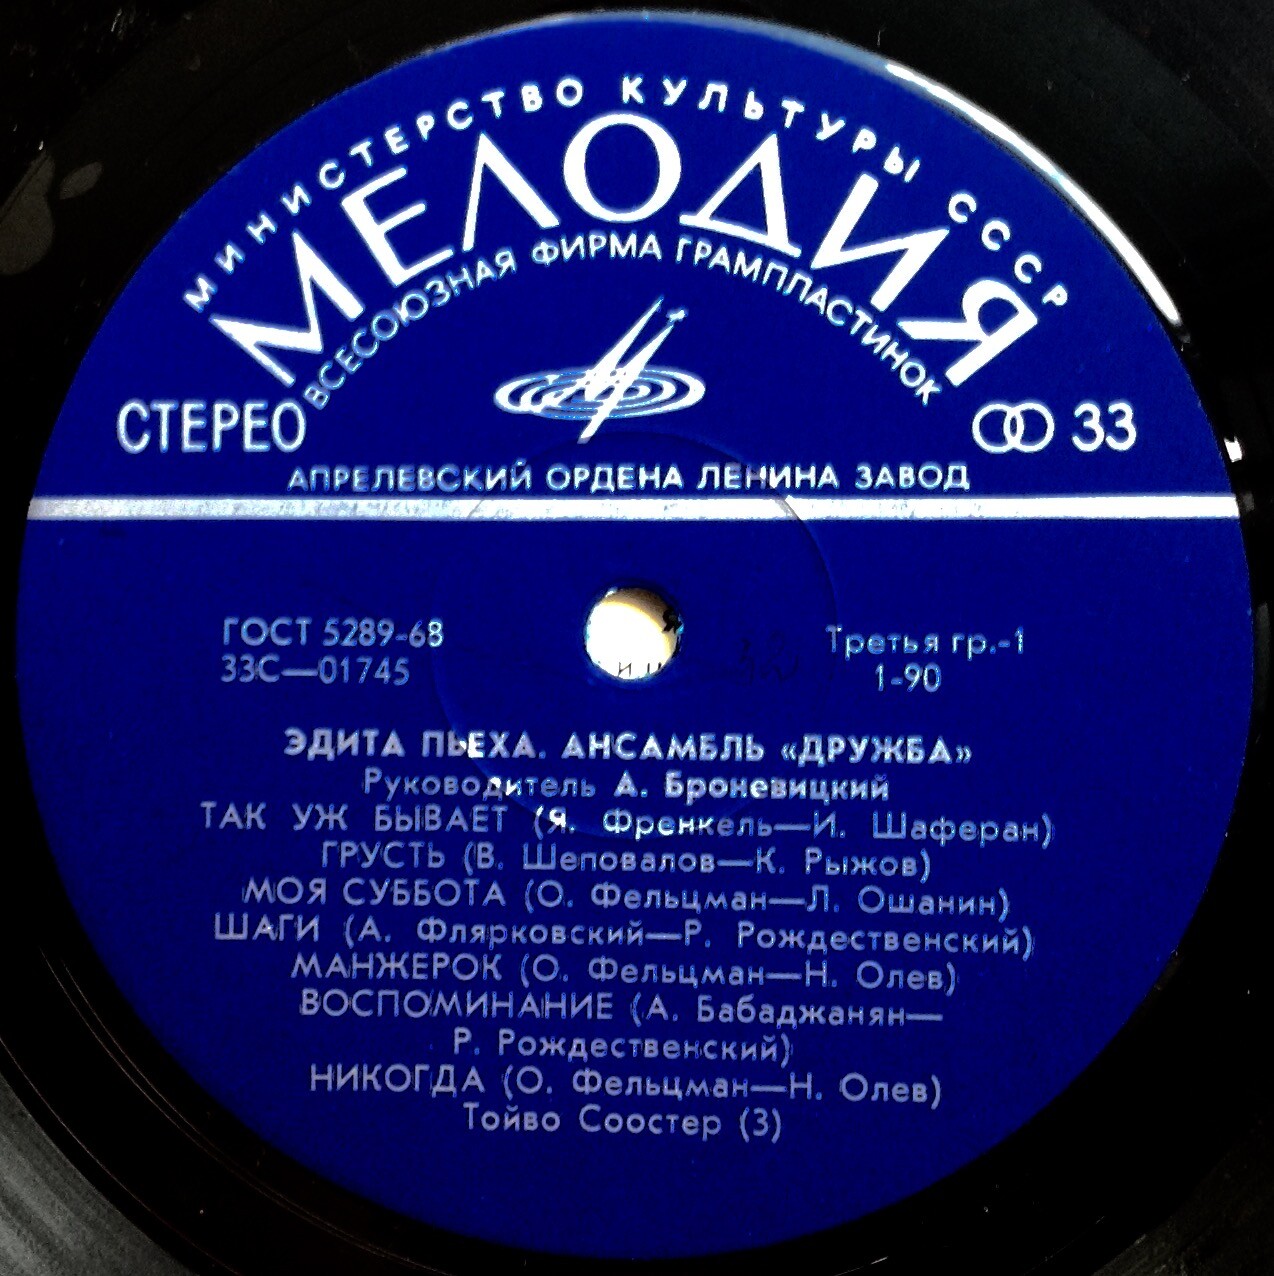 МИНИСТЕРСТВО КУЛЬТУРЫ СССР
МЕЛОДИЯ
ВСЕСОЮЗНАЯ ФИРМА ГРАМПЛАСТИНОК
СТЕРЕО
33
АПРЕЛЕВСКИЙ ОРДЕНА ЛЕНИНА ЗАВОД
ГОСТ 5289-68
33С—01745
Третья гр.-1
1-90
ЭДИТА ПЬЕХА. АНСАМБЛЬ «ДРУЖБА»
Руководитель А. Броневицкий
ТАК УЖ БЫВАЕТ (Я. Френкель—И. Шаферан)
ГРУСТЬ (В. Шеповалов—К. Рыжов)
МОЯ СУББОТА (О. Фельцман—Л. Ошанин)
ШАГИ (А. Флярковский—Р. Рождественский)
МАНЖЕРОК (О. Фельцман—Н. Олев)
ВОСПОМИНАНИЕ (А. Бабаджанян—
Р. Рождественский)
НИКОГДА (О. Фельцман—Н. Олев)
Тойво Соостер (3)